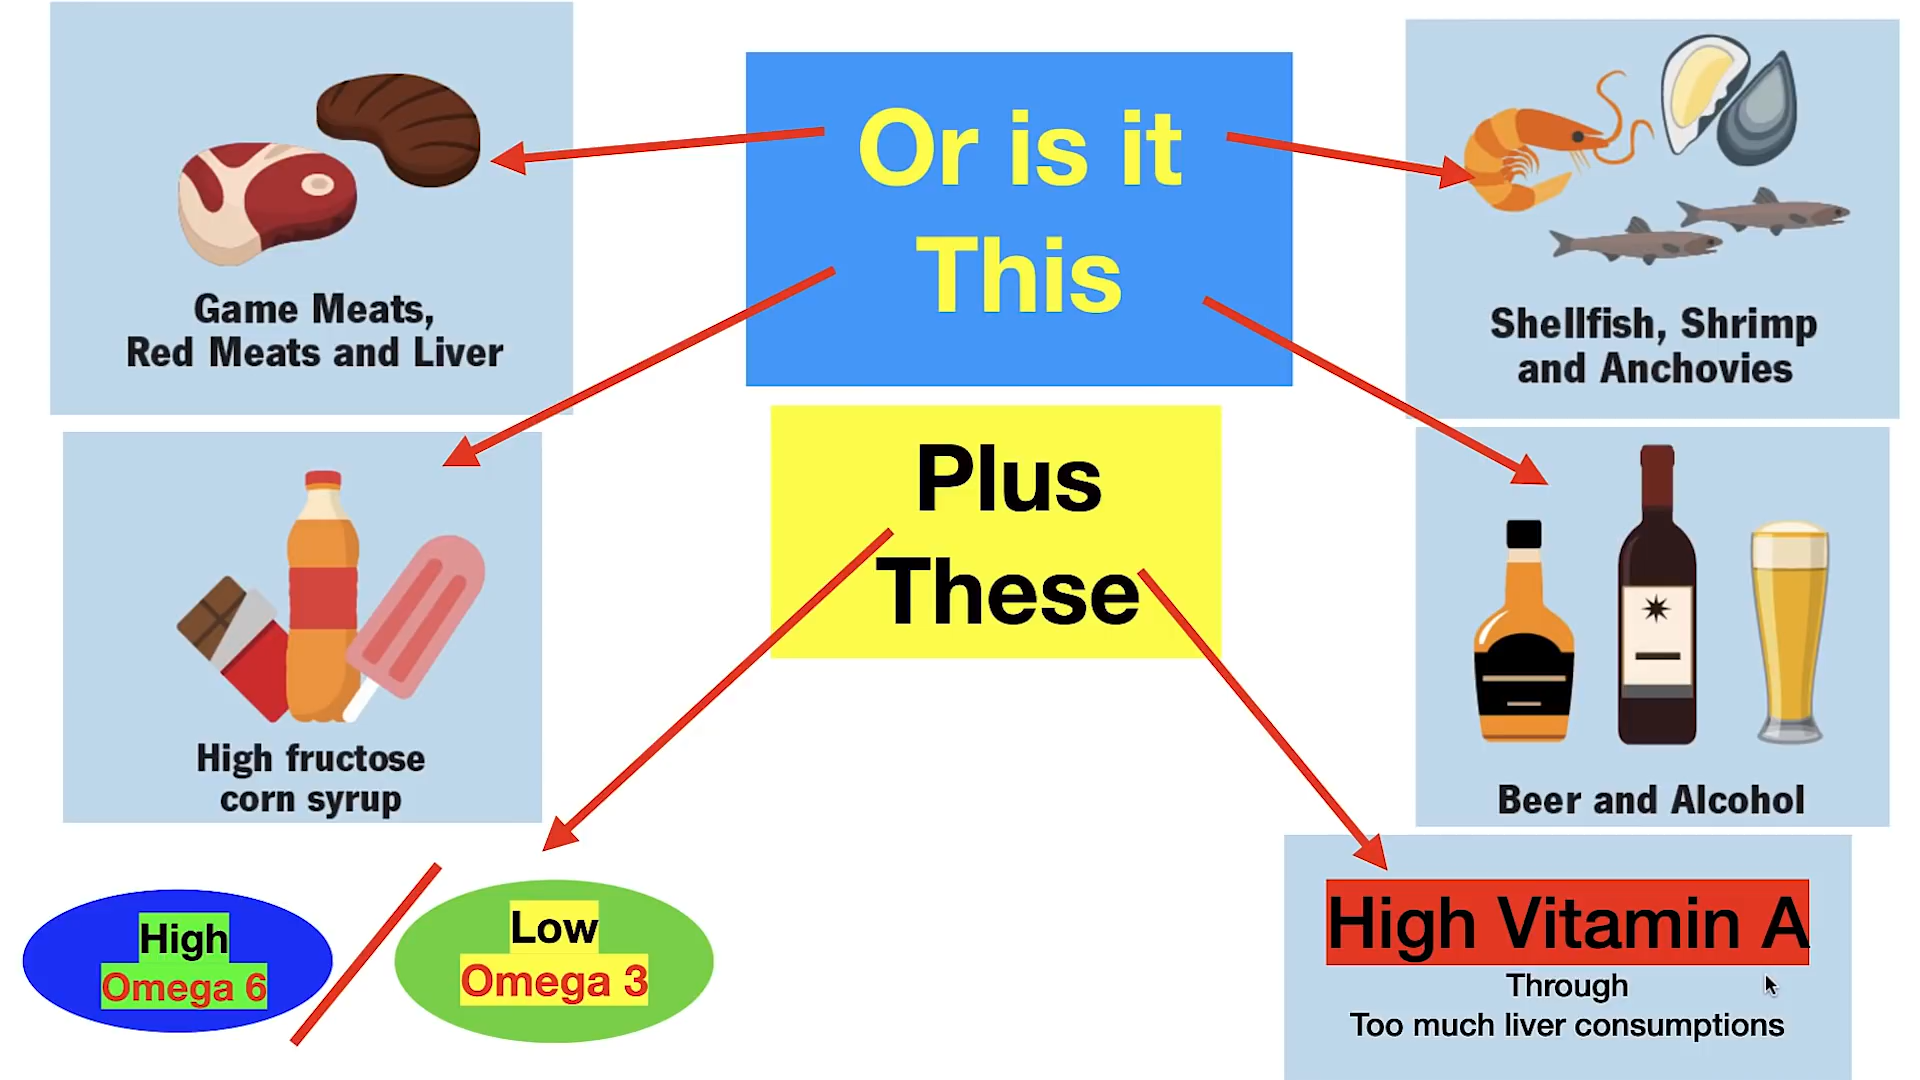 Or is it
This
Game Meats,
Red Meats and Liver
Shellfish, Shrimp
and Anchovies
Plus
These
High fructose
corn syrup
Beer and Alcohol
High
Omega 6
Low
Omega 3
High Vitamin A
Through
Too much liver consumptions